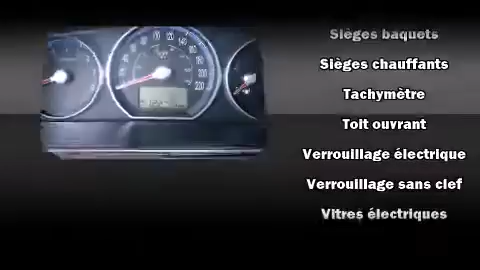 Sièges baquets
Sièges chauffants
Tachymètre
Toit ouvrant
Verrouillage électrique
Verrouillage sans clef
Vitres électriques